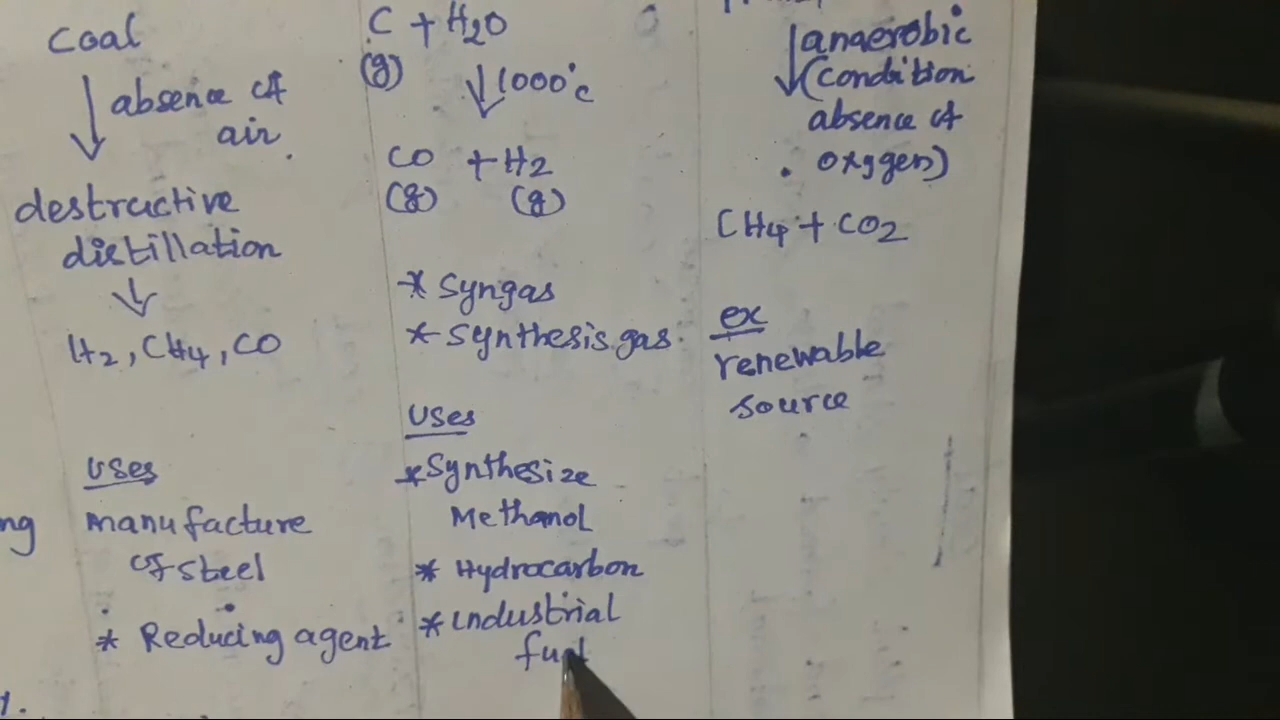 coal
absence of
air.
destructive
distillation
H2, CH4, CO
uses
manufacture
of steel
* Reducing agent
C + H2O
(g)
1000°c
CO + H2
(g) (g)
* Syngas
* Synthesis gas.
uses
* Synthesize
Methanol
* Hydrocarbon
* Industrial
fuel
anaerobic
(condition
absence of
oxygen)
CH4 + CO2
ex
renewable
source
ng